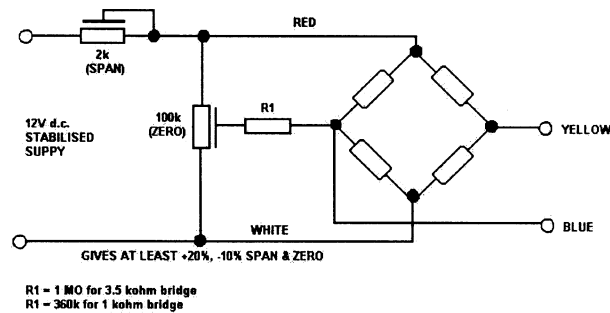 RED
2k
(SPAN)
100k
(ZERO)
R1
12V d.c.
STABILISED
SUPPY
YELLOW
WHITE
BLUE
GIVES AT LEAST +20%, -10% SPAN & ZERO
R1 = 1 MO for 3.5 kohm bridge
R1 = 360k for 1 kohm bridge